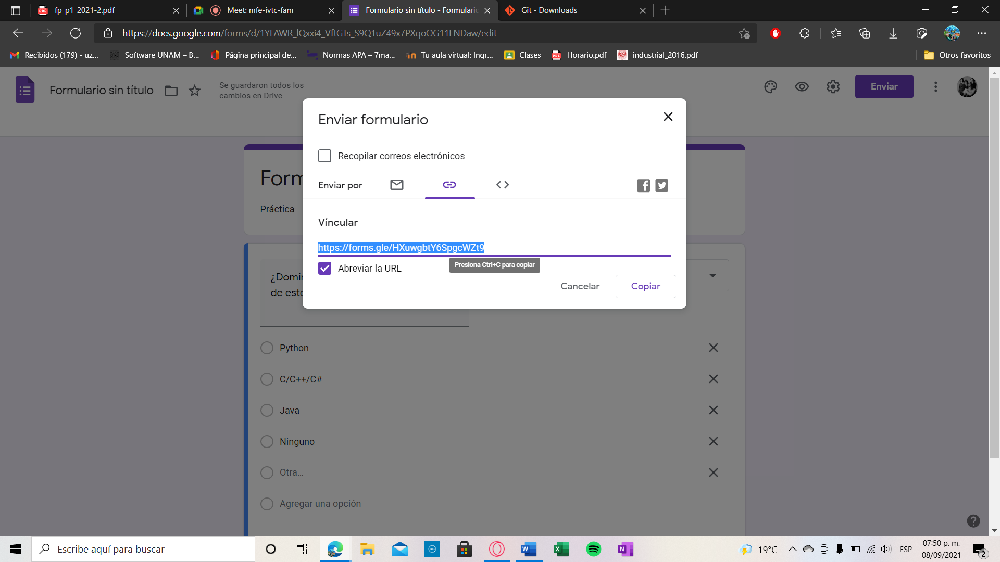 fp_p1_2021-2.pdf
Meet: mfe-ivtc-fam
Formulario sin título - Formulario
Git - Downloads
https://docs.google.com/forms/d/1YFAWR_lQxxi4_VftGTs_S9Q1uZ49x7PXqoOG11LNDaw/edit
Recibidos (179) - uz...
Software UNAM – B...
Página principal de...
Normas APA – 7ma...
Tu aula virtual: Ingr...
Clases
Horario.pdf
industrial_2016.pdf
Otros favoritos
Formulario sin título
Se guardaron todos los
cambios en Drive
Enviar
Enviar formulario
Recopilar correos electrónicos
Enviar por
Víncular
https://forms.gle/HXuwgbtY6SpgcWZt9
Presiona Ctrl+C para copiar
Abreviar la URL
Cancelar
Copiar
Form
Práctica
¿Domin
de esto
Python
C/C++/C#
Java
Ninguno
Otra...
Agregar una opción
Escribe aquí para buscar
19°C
ESP
07:50 p. m.
08/09/2021
2